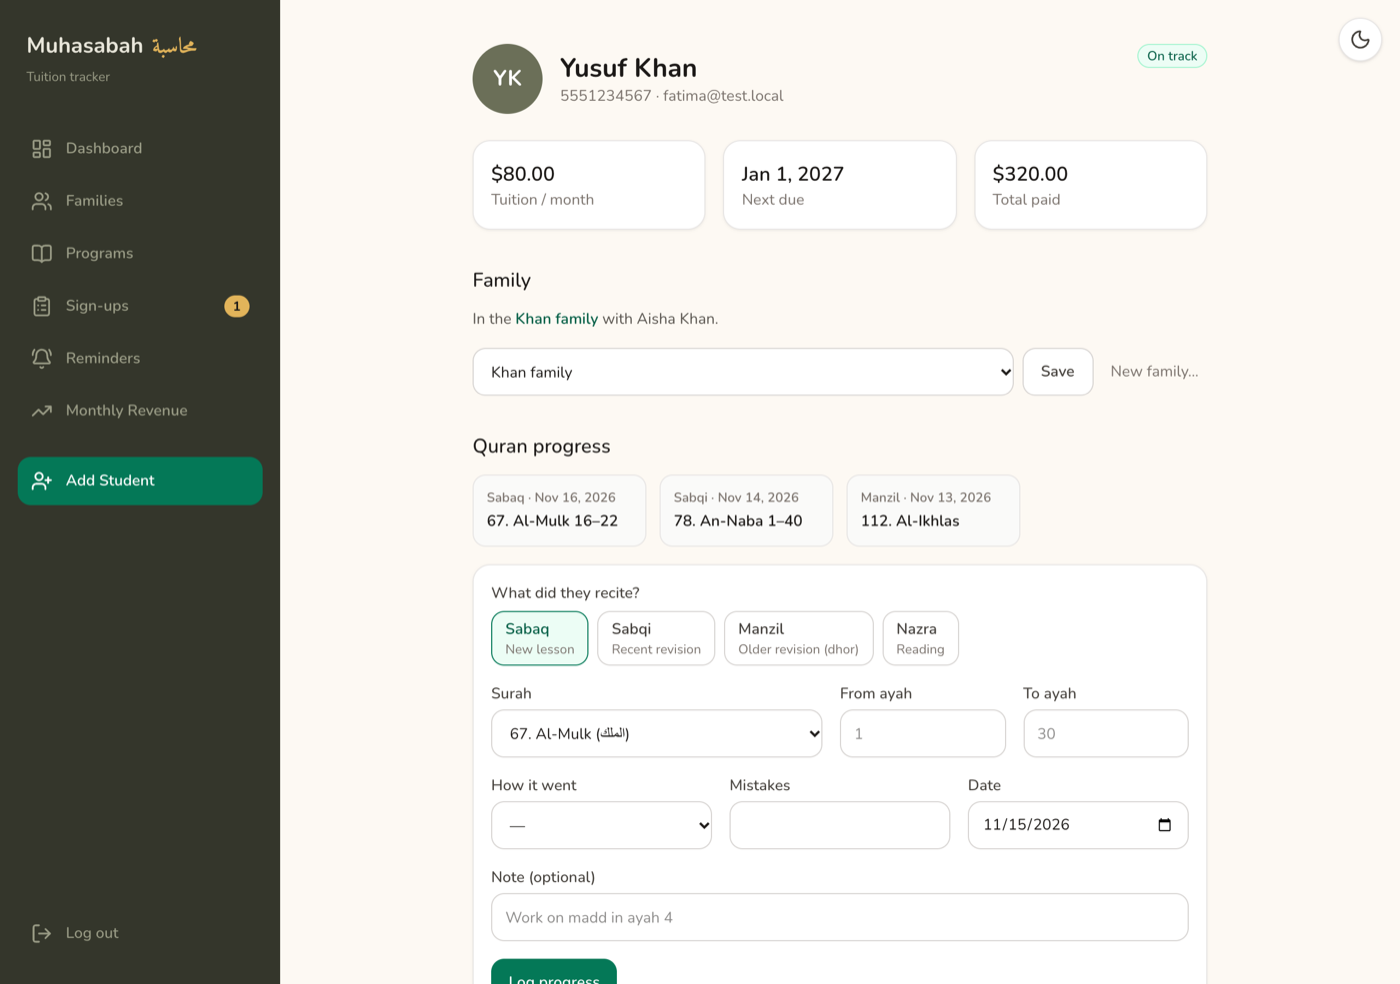 Muhasabah محاسبة
Tuition tracker
Dashboard
Families
Programs
Sign-ups 1
Reminders
Monthly Revenue
Add Student
Log out
YK
Yusuf Khan
5551234567 · fatima@test.local
On track
$80.00
Tuition / month
Jan 1, 2027
Next due
$320.00
Total paid
Family
In the Khan family with Aisha Khan.
Khan family
Save
New family...
Quran progress
Sabaq · Nov 16, 2026
67. Al-Mulk 16–22
Sabqi · Nov 14, 2026
78. An-Naba 1–40
Manzil · Nov 13, 2026
112. Al-Ikhlas
What did they recite?
Sabaq
New lesson
Sabqi
Recent revision
Manzil
Older revision (dhor)
Nazra
Reading
Surah
From ayah
To ayah
67. Al-Mulk (الملك)
1
30
How it went
Mistakes
Date
—
11/15/2026
Note (optional)
Work on madd in ayah 4
Log progress